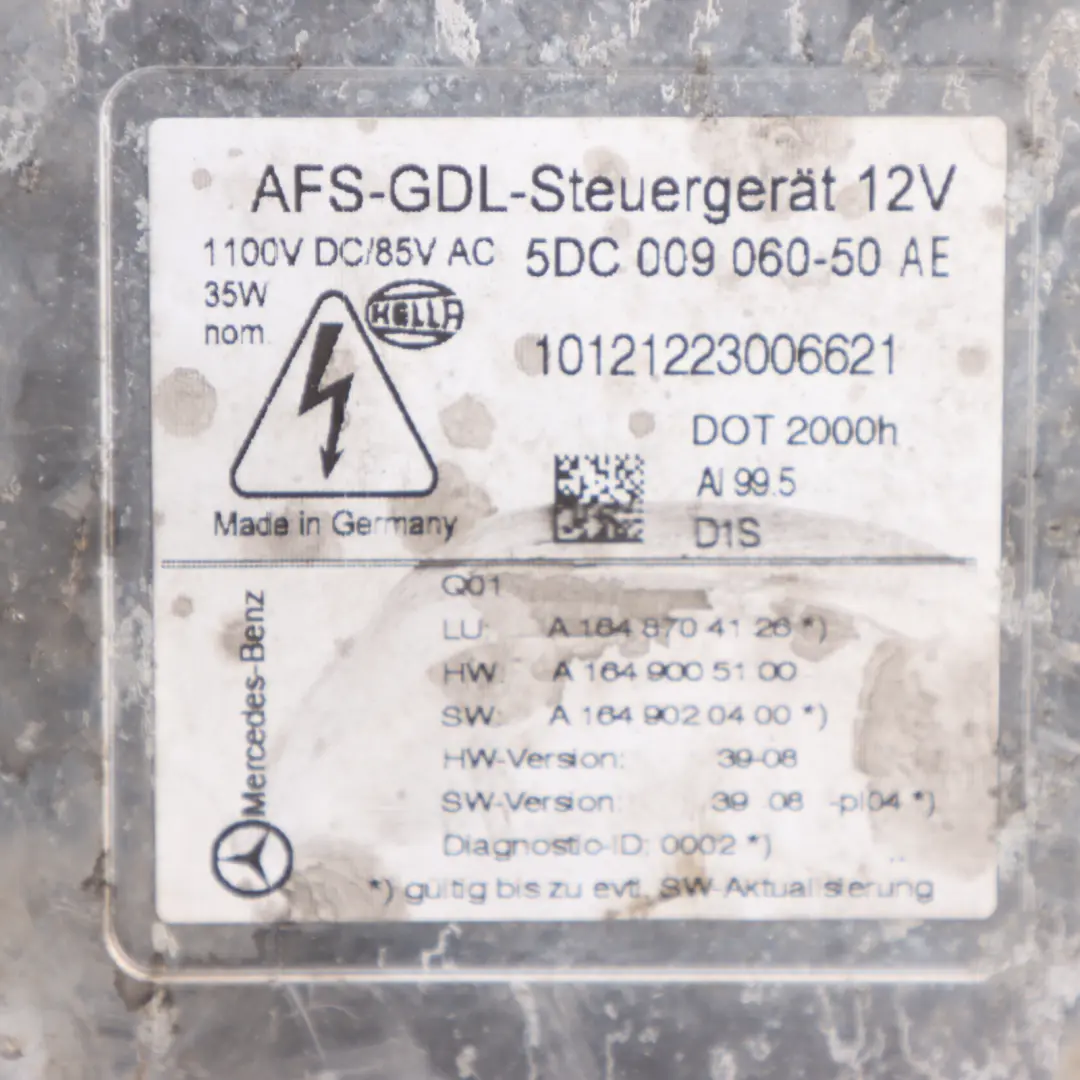 AFS-GDL-Steuergerät 12V
1100V DC/85V AC 5DC 009 060-50 AE
35W
nom.
HELLA
10121223006621
DOT 2000h
Al 99.5
D1S
Made in Germany
Mercedes-Benz
Q01
LU: A 164 870 41 26 *)
HW: A 164 900 51 00
SW: A 164 902 04 00 *)
HW-Version: 39-08
SW-Version: 39 08 -pl04 *)
Diagnostic-ID: 0002 *)
*) gültig bis zu evtl. SW-Aktualisierung